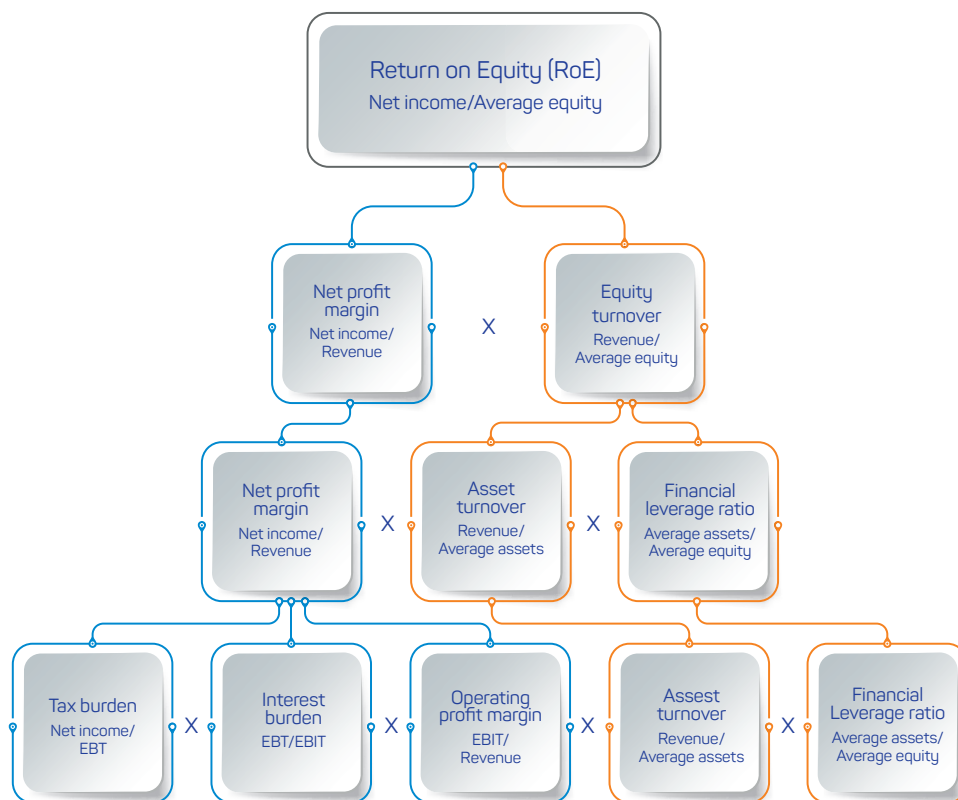 Return on Equity (RoE)
Net income/Average equity
Net profit
margin
Net income/
Revenue
X
Equity
turnover
Revenue/
Average equity
Net profit
margin
Net income/
Revenue
X
Asset
turnover
Revenue/
Average assets
X
Financial
leverage ratio
Average assets/
Average equity
Tax burden
Net income/
EBT
X
Interest
burden
EBT/EBIT
X
Operating
profit margin
EBIT/
Revenue
X
Assest
turnover
Revenue/
Average assets
X
Financial
Leverage ratio
Average assets/
Average equity